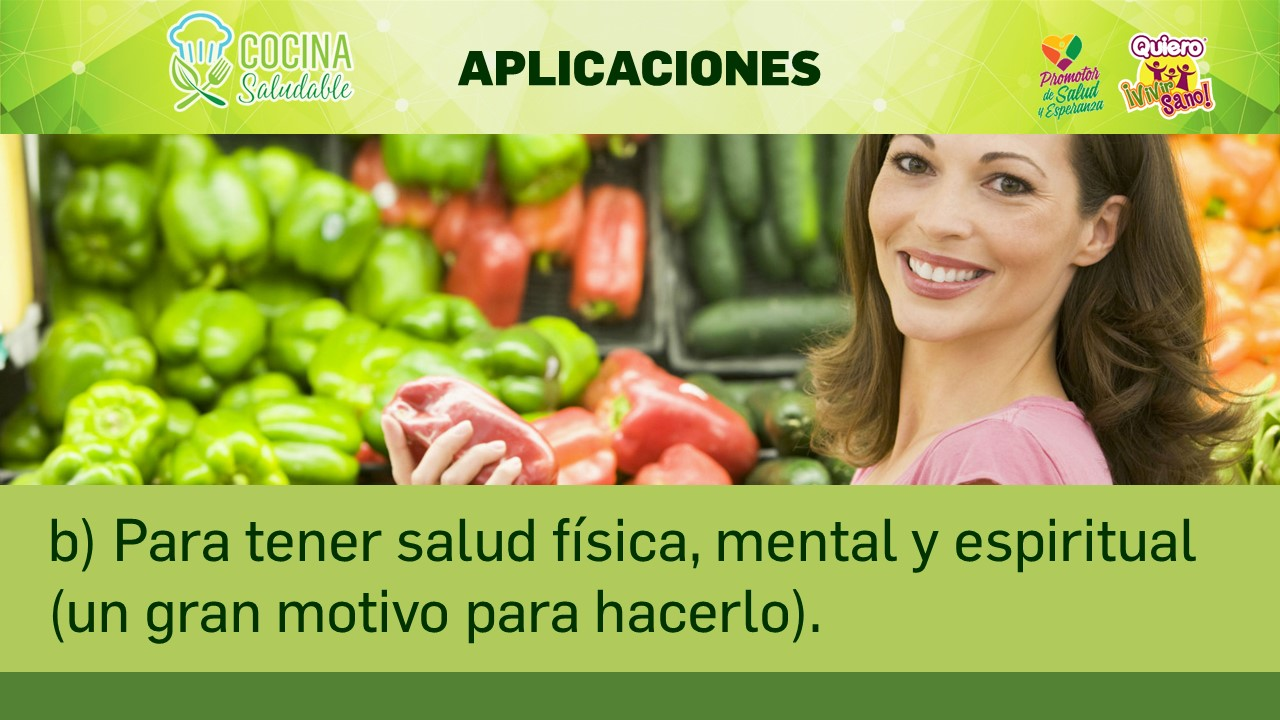 COCINA
Saludable
APLICACIONES
Promotor
de Salud
y Esperanza
Quiero
¡Vivir
Sano!
b) Para tener salud física, mental y espiritual
(un gran motivo para hacerlo).